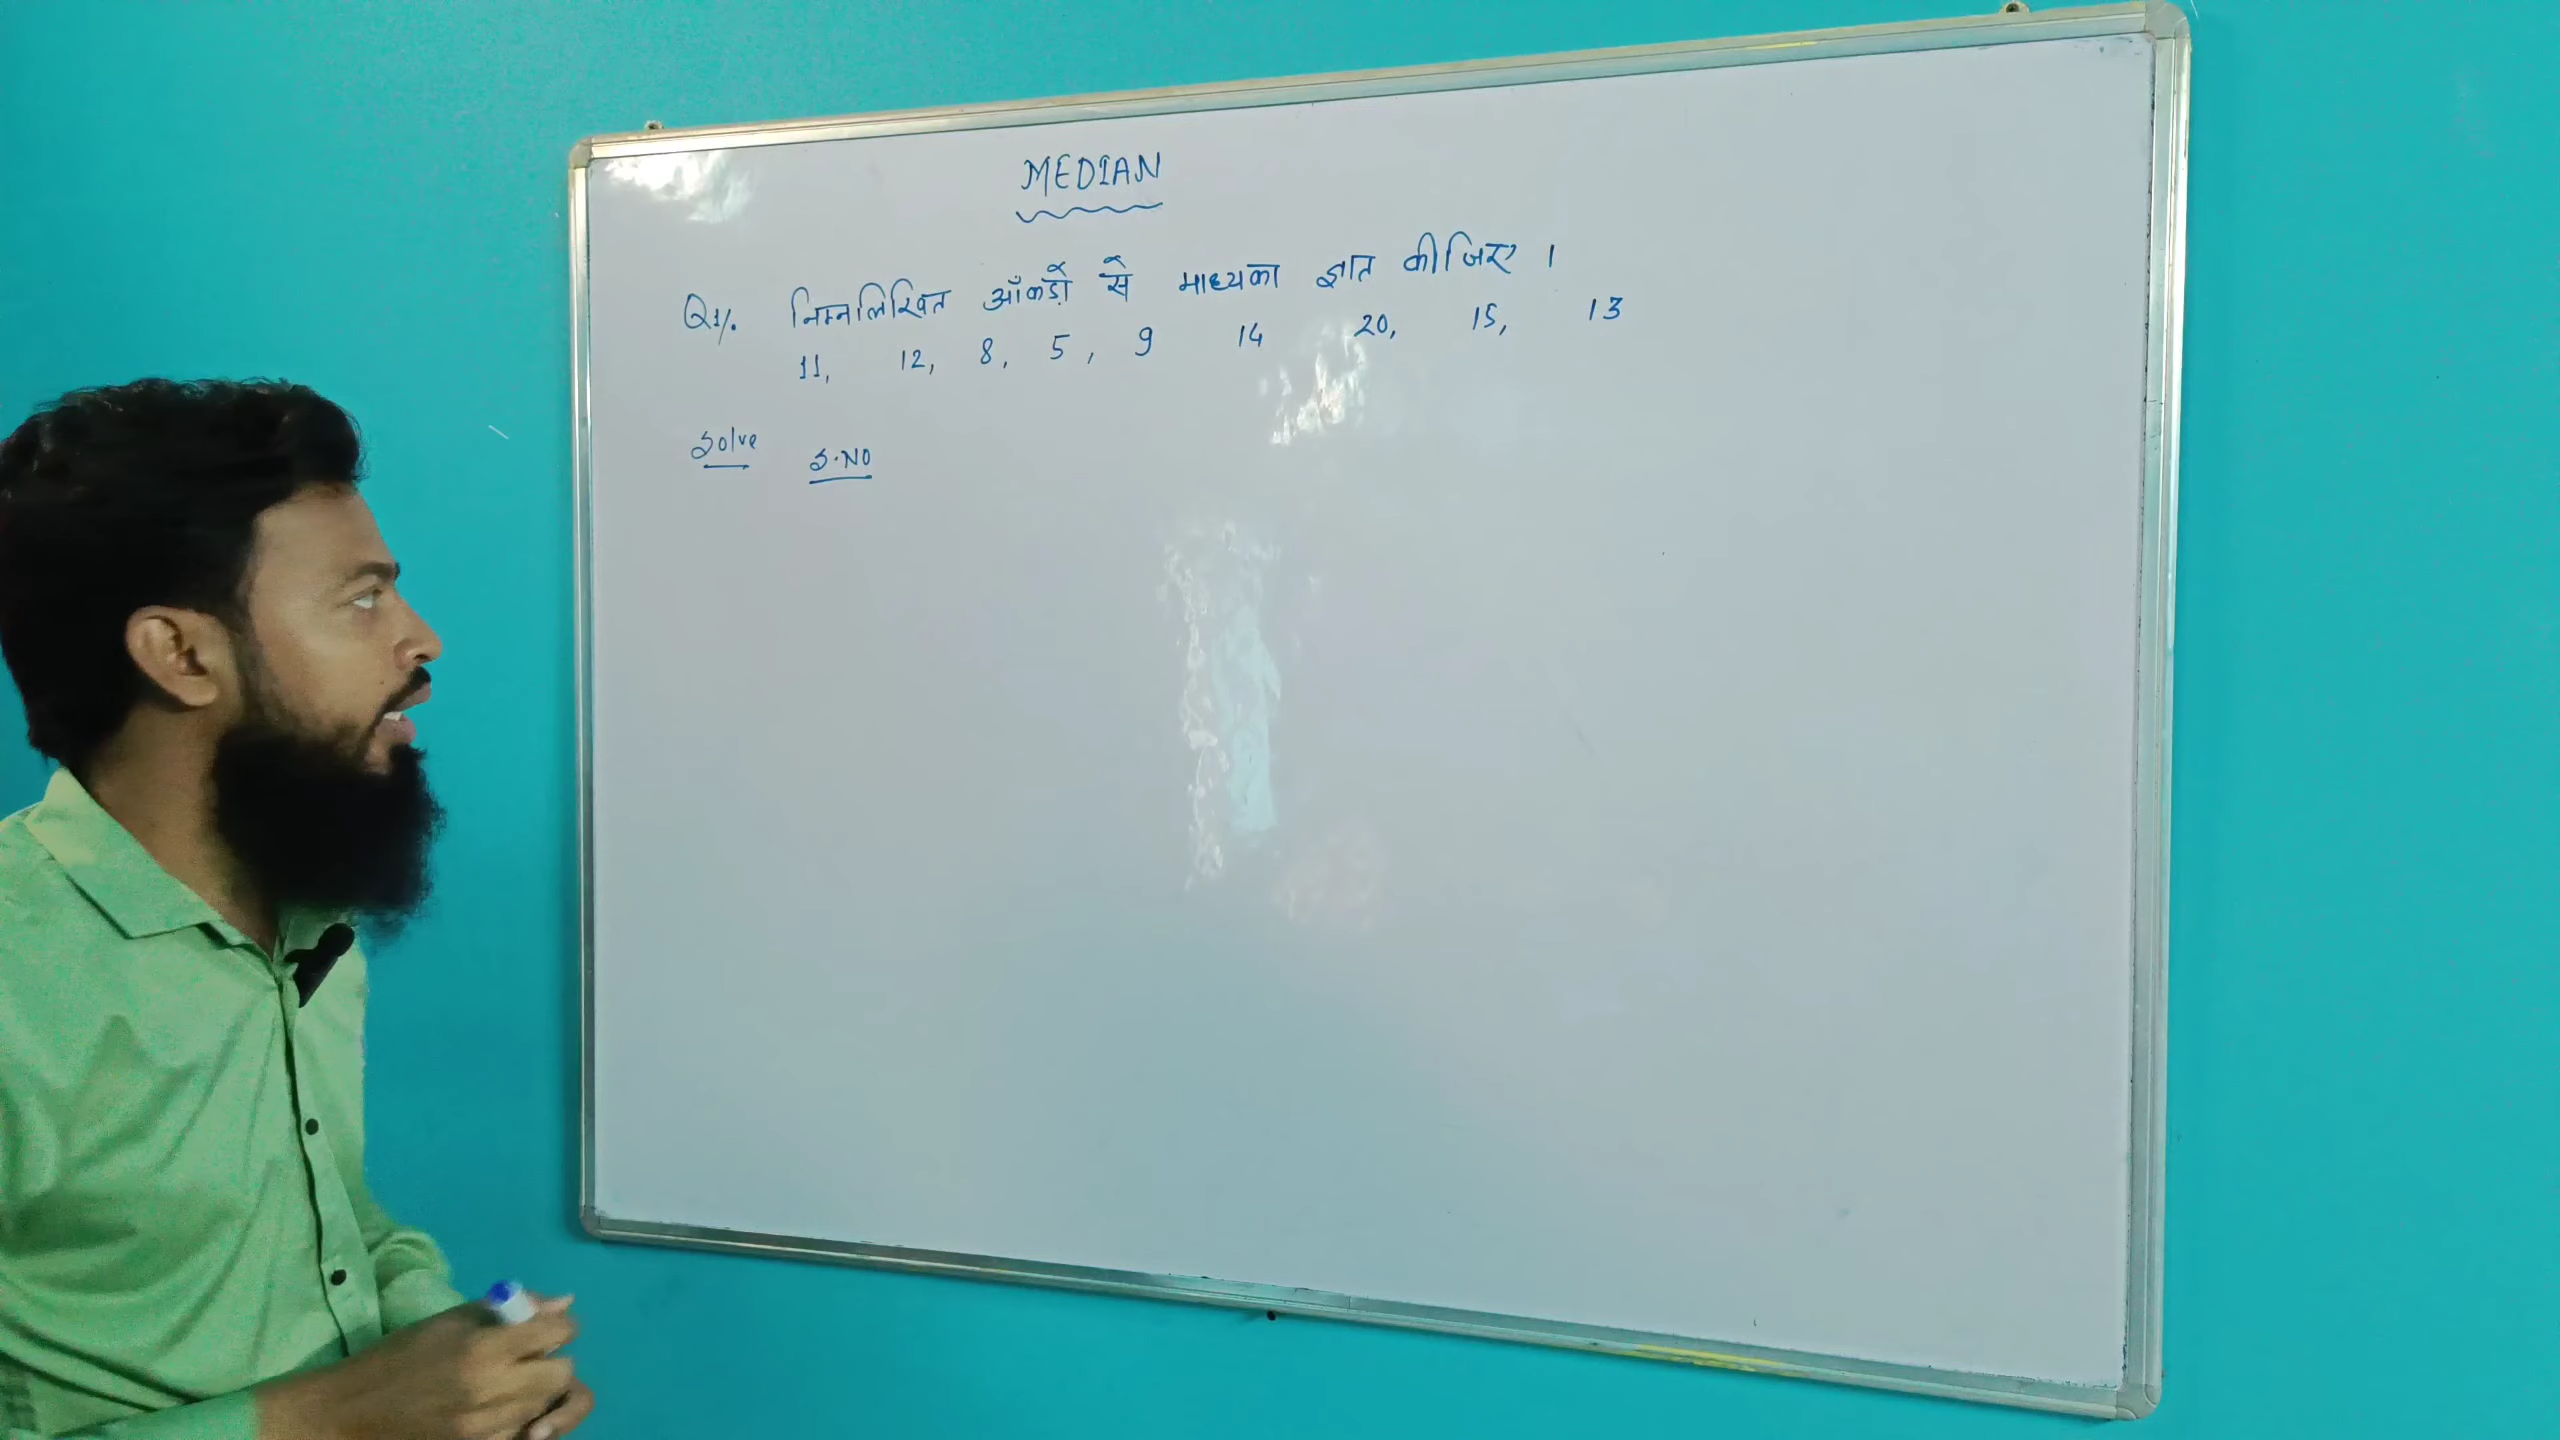 MEDIAN
Q1/. निम्नलिखित आँकड़ों से माध्यका ज्ञात कीजिए ।
11, 12, 8, 5, 9 14 20, 15, 13
Solve S.NO